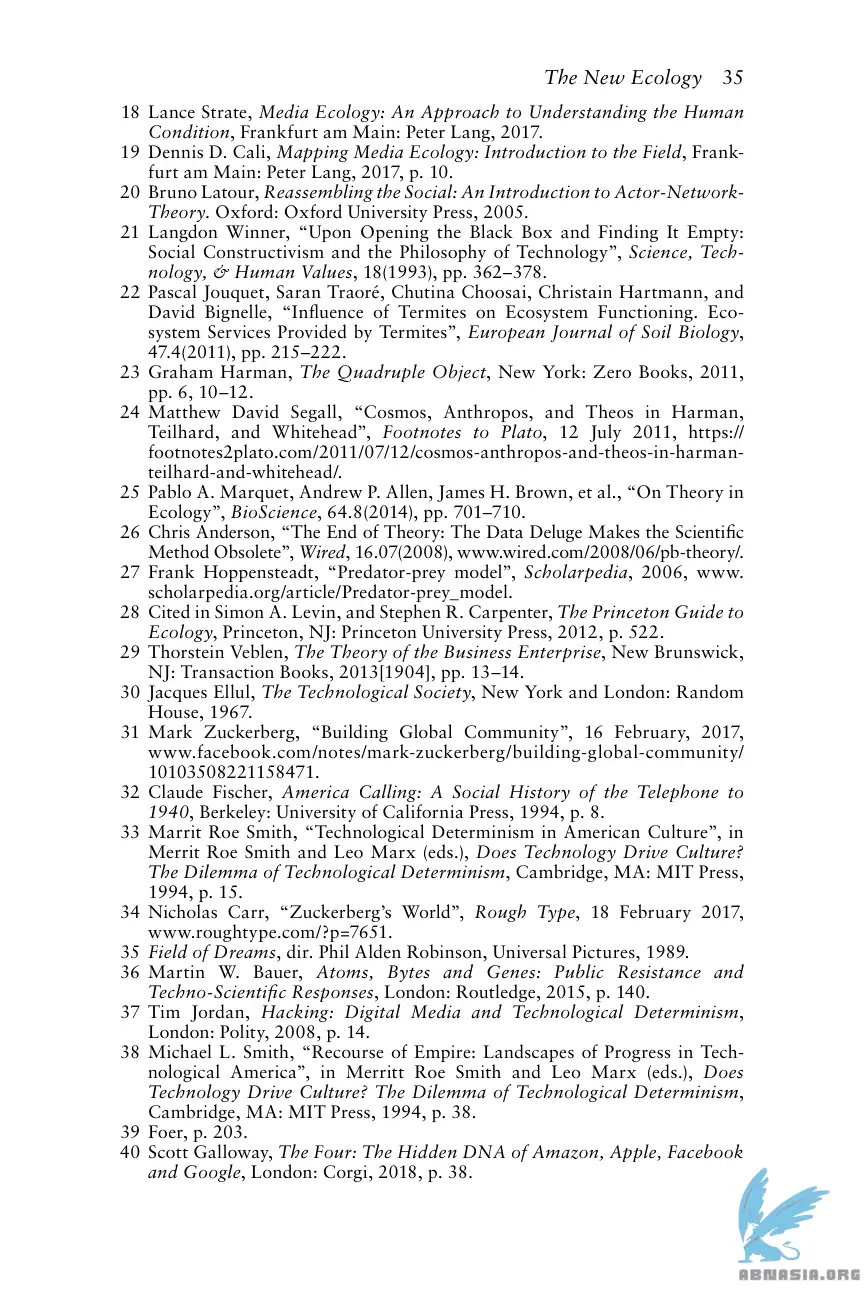 The New Ecology 35
18 Lance Strate, Media Ecology: An Approach to Understanding the Human
Condition, Frankfurt am Main: Peter Lang, 2017.
19 Dennis D. Cali, Mapping Media Ecology: Introduction to the Field, Frank-
furt am Main: Peter Lang, 2017, p. 10.
20 Bruno Latour, Reassembling the Social: An Introduction to Actor-Network-
Theory. Oxford: Oxford University Press, 2005.
21 Langdon Winner, “Upon Opening the Black Box and Finding It Empty:
Social Constructivism and the Philosophy of Technology”, Science, Tech-
nology, & Human Values, 18(1993), pp. 362–378.
22 Pascal Jouquet, Saran Traoré, Chutina Choosai, Christain Hartmann, and
David Bignelle, “Influence of Termites on Ecosystem Functioning. Eco-
system Services Provided by Termites”, European Journal of Soil Biology,
47.4(2011), pp. 215–222.
23 Graham Harman, The Quadruple Object, New York: Zero Books, 2011,
pp. 6, 10–12.
24 Matthew David Segall, “Cosmos, Anthropos, and Theos in Harman,
Teilhard, and Whitehead”, Footnotes to Plato, 12 July 2011, https://
footnotes2plato.com/2011/07/12/cosmos-anthropos-and-theos-in-harman-
teilhard-and-whitehead/.
25 Pablo A. Marquet, Andrew P. Allen, James H. Brown, et al., “On Theory in
Ecology”, BioScience, 64.8(2014), pp. 701–710.
26 Chris Anderson, “The End of Theory: The Data Deluge Makes the Scientific
Method Obsolete”, Wired, 16.07(2008), www.wired.com/2008/06/pb-theory/.
27 Frank Hoppensteadt, “Predator-prey model”, Scholarpedia, 2006, www.
scholarpedia.org/article/Predator-prey_model.
28 Cited in Simon A. Levin, and Stephen R. Carpenter, The Princeton Guide to
Ecology, Princeton, NJ: Princeton University Press, 2012, p. 522.
29 Thorstein Veblen, The Theory of the Business Enterprise, New Brunswick,
NJ: Transaction Books, 2013[1904], pp. 13–14.
30 Jacques Ellul, The Technological Society, New York and London: Random
House, 1967.
31 Mark Zuckerberg, “Building Global Community”, 16 February, 2017,
www.facebook.com/notes/mark-zuckerberg/building-global-community/
10103508221158471.
32 Claude Fischer, America Calling: A Social History of the Telephone to
1940, Berkeley: University of California Press, 1994, p. 8.
33 Marrit Roe Smith, “Technological Determinism in American Culture”, in
Merrit Roe Smith and Leo Marx (eds.), Does Technology Drive Culture?
The Dilemma of Technological Determinism, Cambridge, MA: MIT Press,
1994, p. 15.
34 Nicholas Carr, “Zuckerberg’s World”, Rough Type, 18 February 2017,
www.roughtype.com/?p=7651.
35 Field of Dreams, dir. Phil Alden Robinson, Universal Pictures, 1989.
36 Martin W. Bauer, Atoms, Bytes and Genes: Public Resistance and
Techno-Scientific Responses, London: Routledge, 2015, p. 140.
37 Tim Jordan, Hacking: Digital Media and Technological Determinism,
London: Polity, 2008, p. 14.
38 Michael L. Smith, “Recourse of Empire: Landscapes of Progress in Tech-
nological America”, in Merritt Roe Smith and Leo Marx (eds.), Does
Technology Drive Culture? The Dilemma of Technological Determinism,
Cambridge, MA: MIT Press, 1994, p. 38.
39 Foer, p. 203.
40 Scott Galloway, The Four: The Hidden DNA of Amazon, Apple, Facebook
and Google, London: Corgi, 2018, p. 38.
ABNASIA.ORG